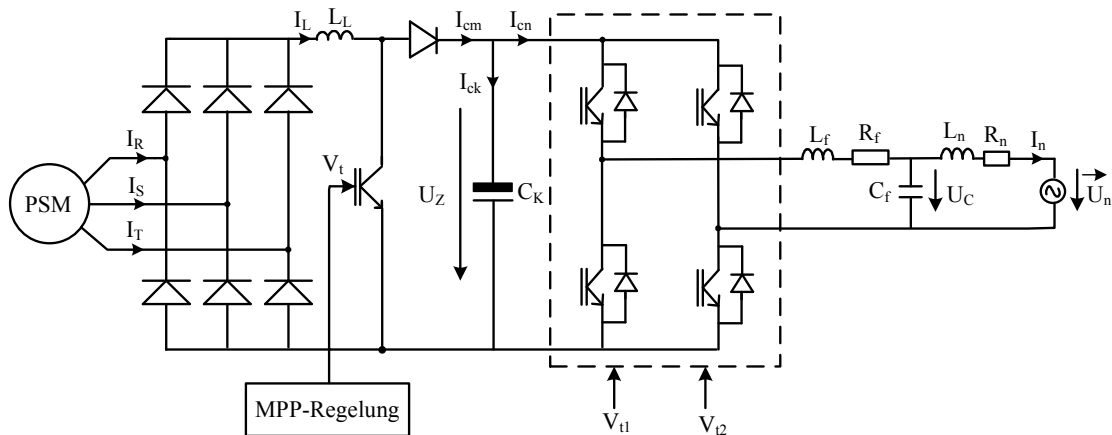 I_L L_L I_cm I_cn
I_ck
I_R
I_S
I_T
PSM
V_t
U_Z
C_K
L_f R_f L_n R_n I_n
C_f U_C U_n
MPP-Regelung
V_t1 V_t2